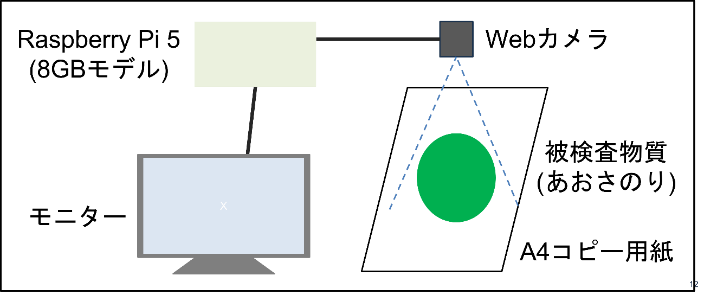 Raspberry Pi 5
(8GBモデル)
Webカメラ
被検査物質
(あおさのり)
モニター
X
A4コピー用紙
12